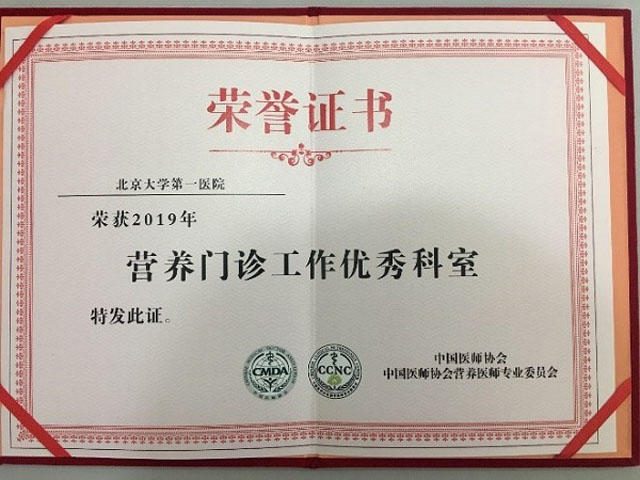 荣誉证书
北京大学第一医院
荣获2019年
营养门诊工作优秀科室
特发此证。
CMDA
CCNC
中国医师协会
中国医师协会营养医师专业委员会